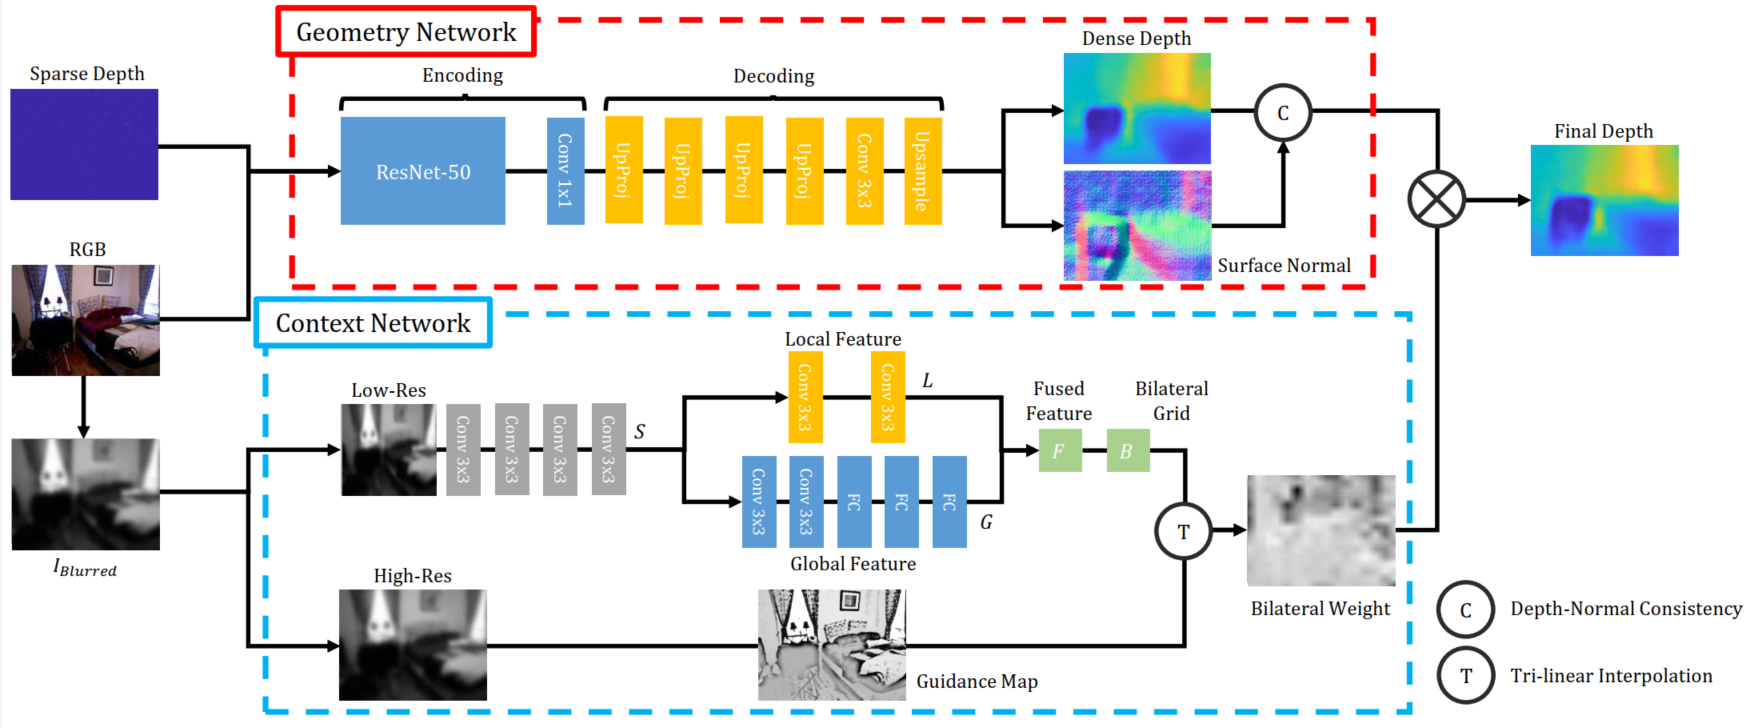 Geometry Network
Sparse Depth
Encoding
Decoding
Dense Depth
ResNet-50
Conv 1x1
UpProj
UpProj
UpProj
UpProj
Conv 3x3
Upsample
C
Surface Normal
Final Depth
RGB
Context Network
I_Blurred
Low-Res
Conv 3x3
Conv 3x3
Conv 3x3
Conv 3x3
S
Local Feature
Conv 3x3
Conv 3x3
L
Conv 3x3
Conv 3x3
FC
FC
FC
G
Global Feature
Fused
Feature
F
Bilateral
Grid
B
T
Bilateral Weight
High-Res
Guidance Map
C
Depth-Normal Consistency
T
Tri-linear Interpolation